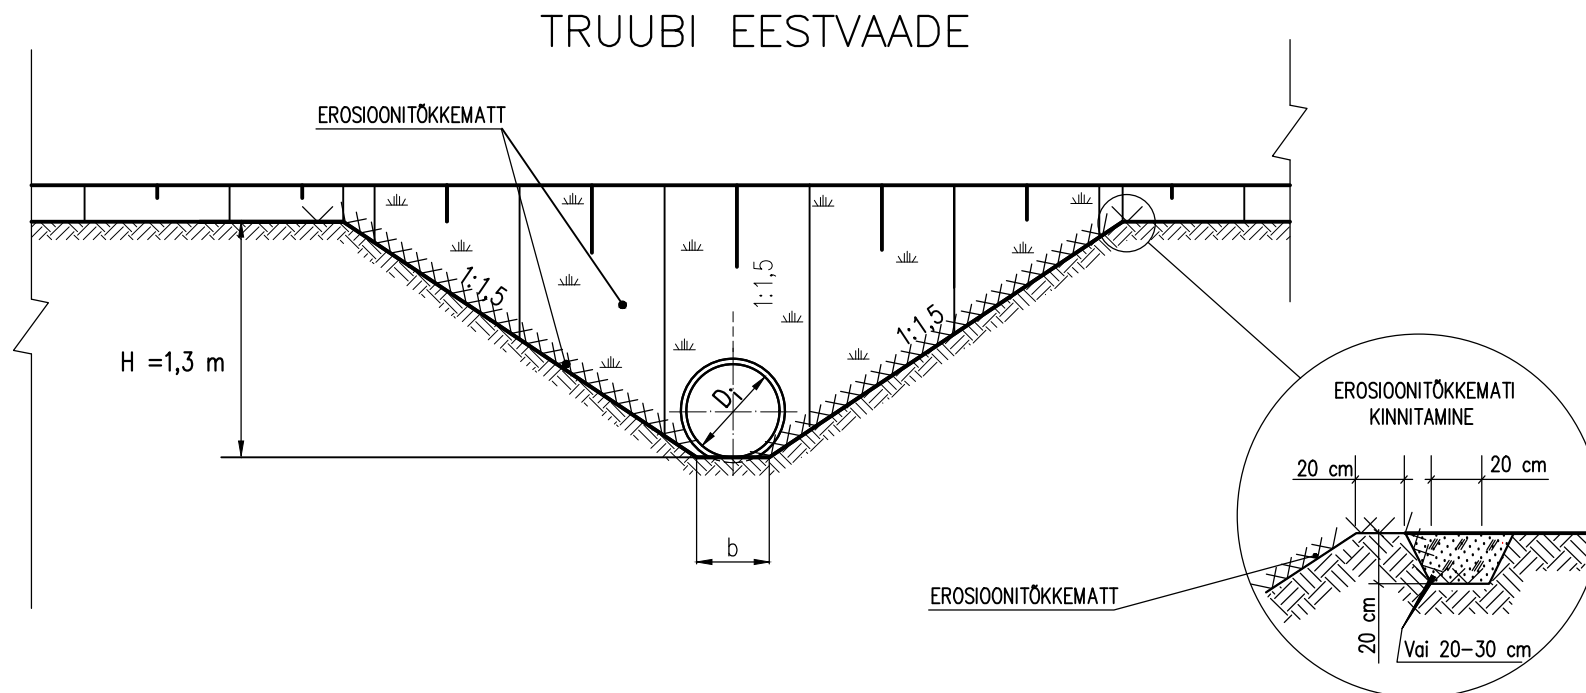 TRUUBI EESTVAADE
EROSIOONITÕKKEMATT
1:1,5
1:1,5
1:1,5
H =1,3 m
Di
b
EROSIOONITÕKKEMATI
KINNITAMINE
20 cm
20 cm
EROSIOONITÕKKEMATT
20 cm
Vai 20-30 cm